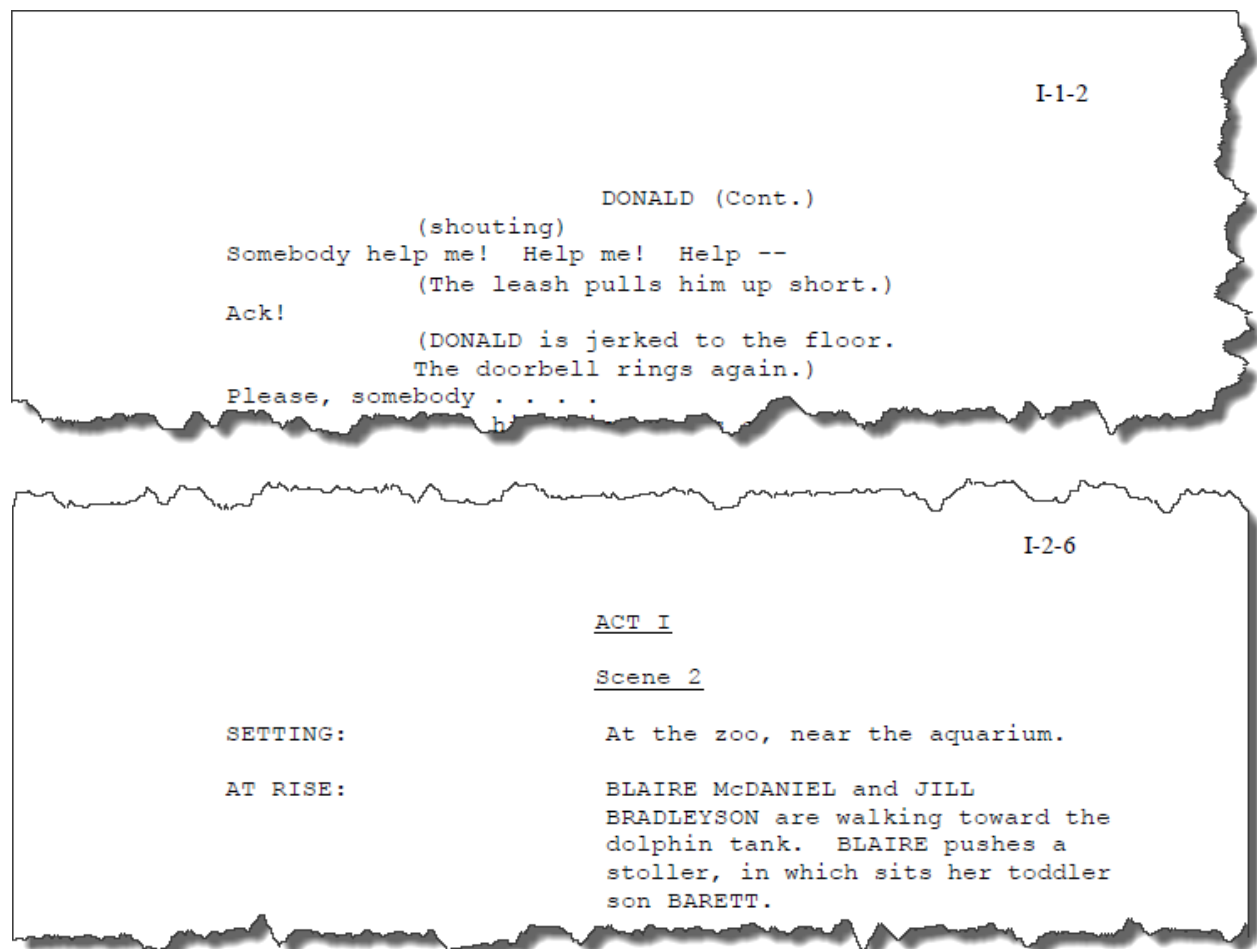 I-1-2
DONALD (Cont.)
(shouting)
Somebody help me!  Help me!  Help --
(The leash pulls him up short.)
Ack!
(DONALD is jerked to the floor.
The doorbell rings again.)
Please, somebody . . . .
I-2-6
ACT I
Scene 2
SETTING: At the zoo, near the aquarium.
AT RISE: BLAIRE McDANIEL and JILL
BRADLEYSON are walking toward the
dolphin tank.  BLAIRE pushes a
stoller, in which sits her toddler
son BARETT.